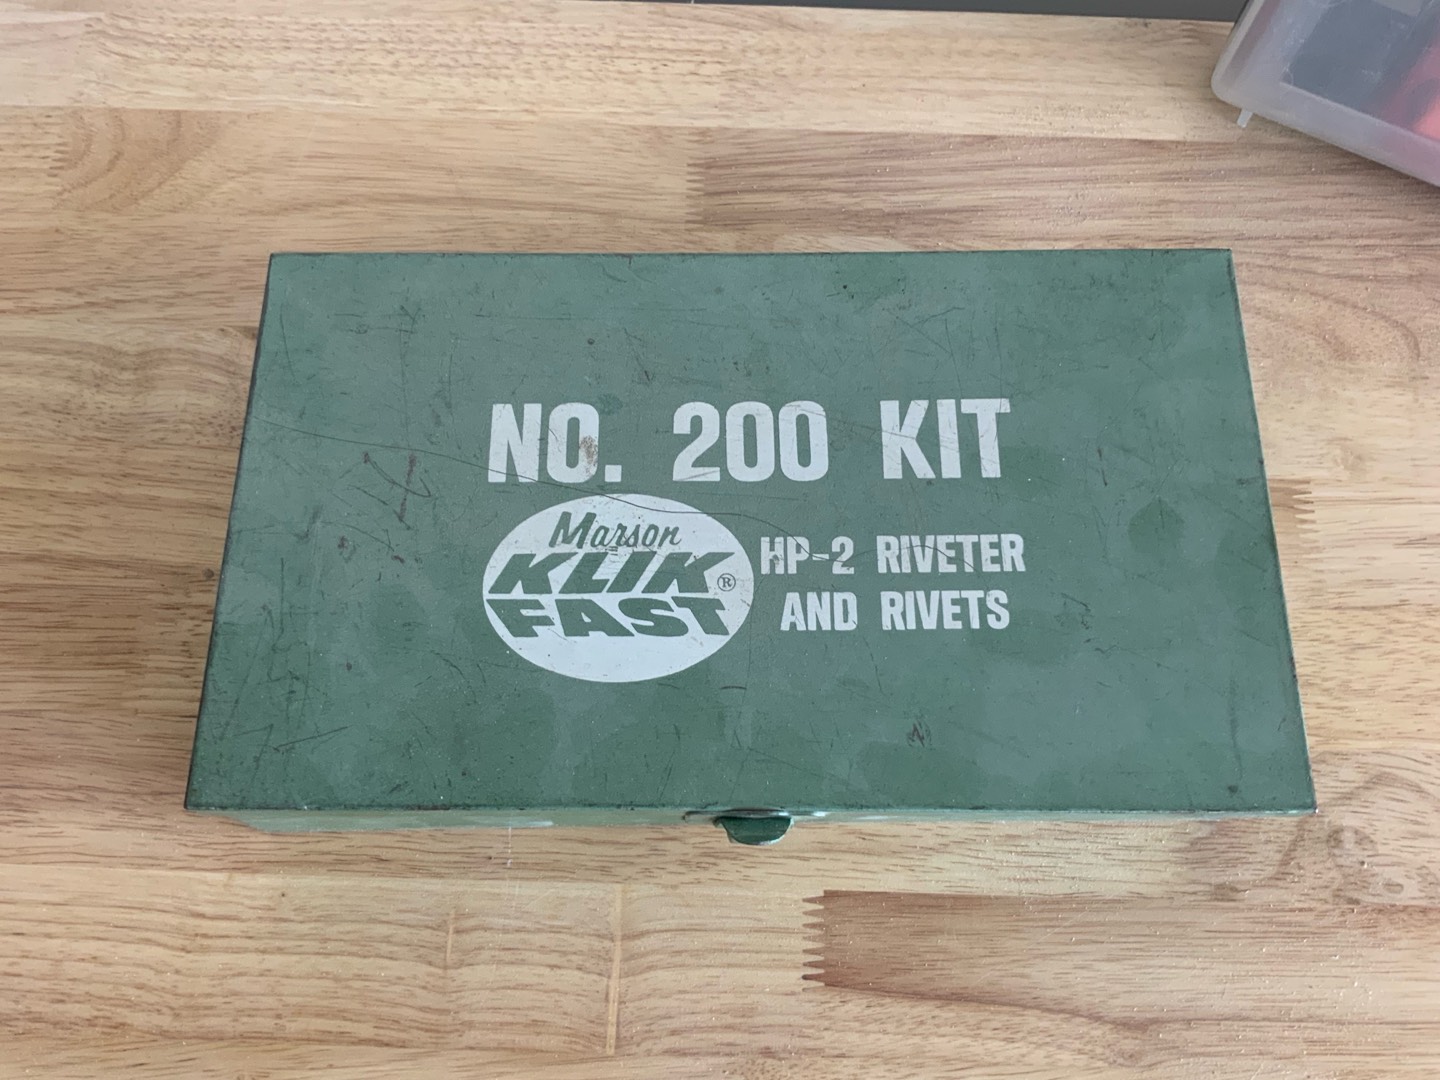 NO. 200 KIT
Marson
KLIK ®
FAST
HP-2 RIVETER
AND RIVETS